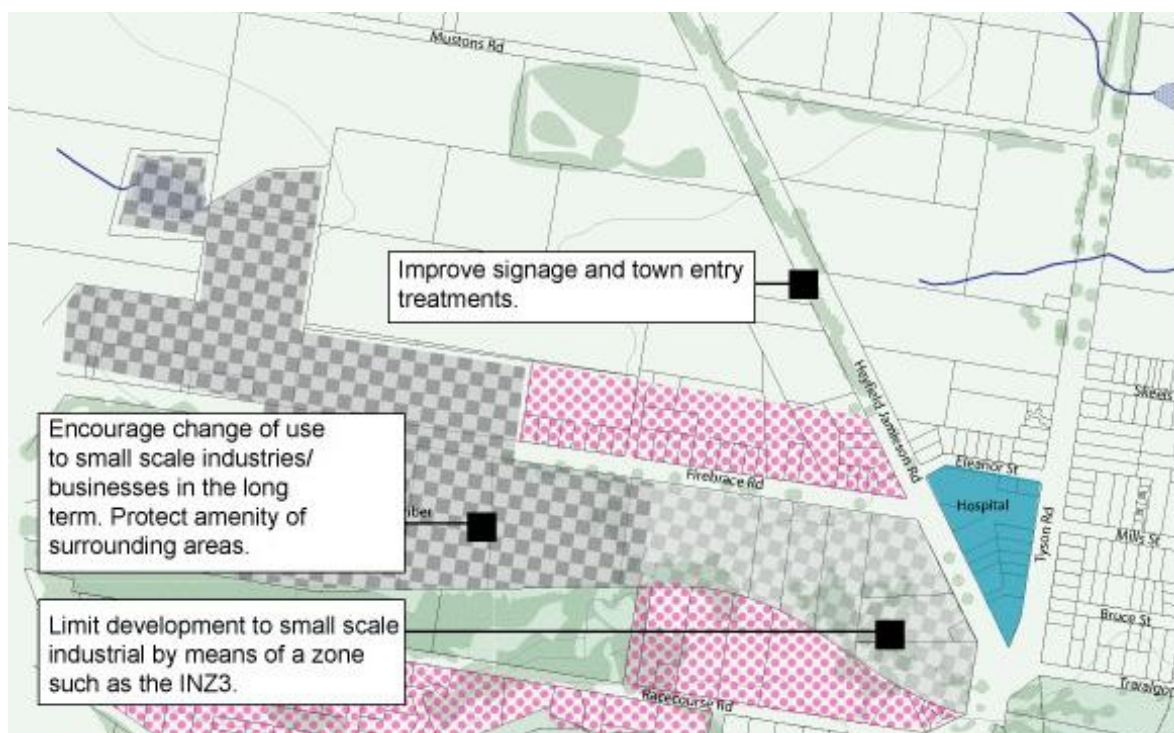 Mustons Rd
Improve signage and town entry
treatments.
Heyfield Jamieson Rd
Encourage change of use
to small scale industries/
businesses in the long
term. Protect amenity of
surrounding areas.
Firebrace Rd
Eleanor St
Hospital
Tyson Rd
Mills St
Bruce St
Limit development to small scale
industrial by means of a zone
such as the INZ3.
Racecourse Rd